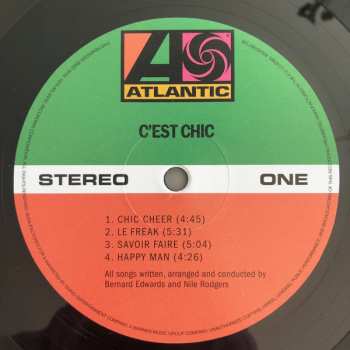 ATLANTIC
C'EST CHIC
STEREO ONE
1. CHIC CHEER (4:45)
2. LE FREAK (5:31)
3. SAVOIR FAIRE (5:04)
4. HAPPY MAN (4:26)
All songs written, arranged and conducted by
Bernard Edwards and Nile Rodgers